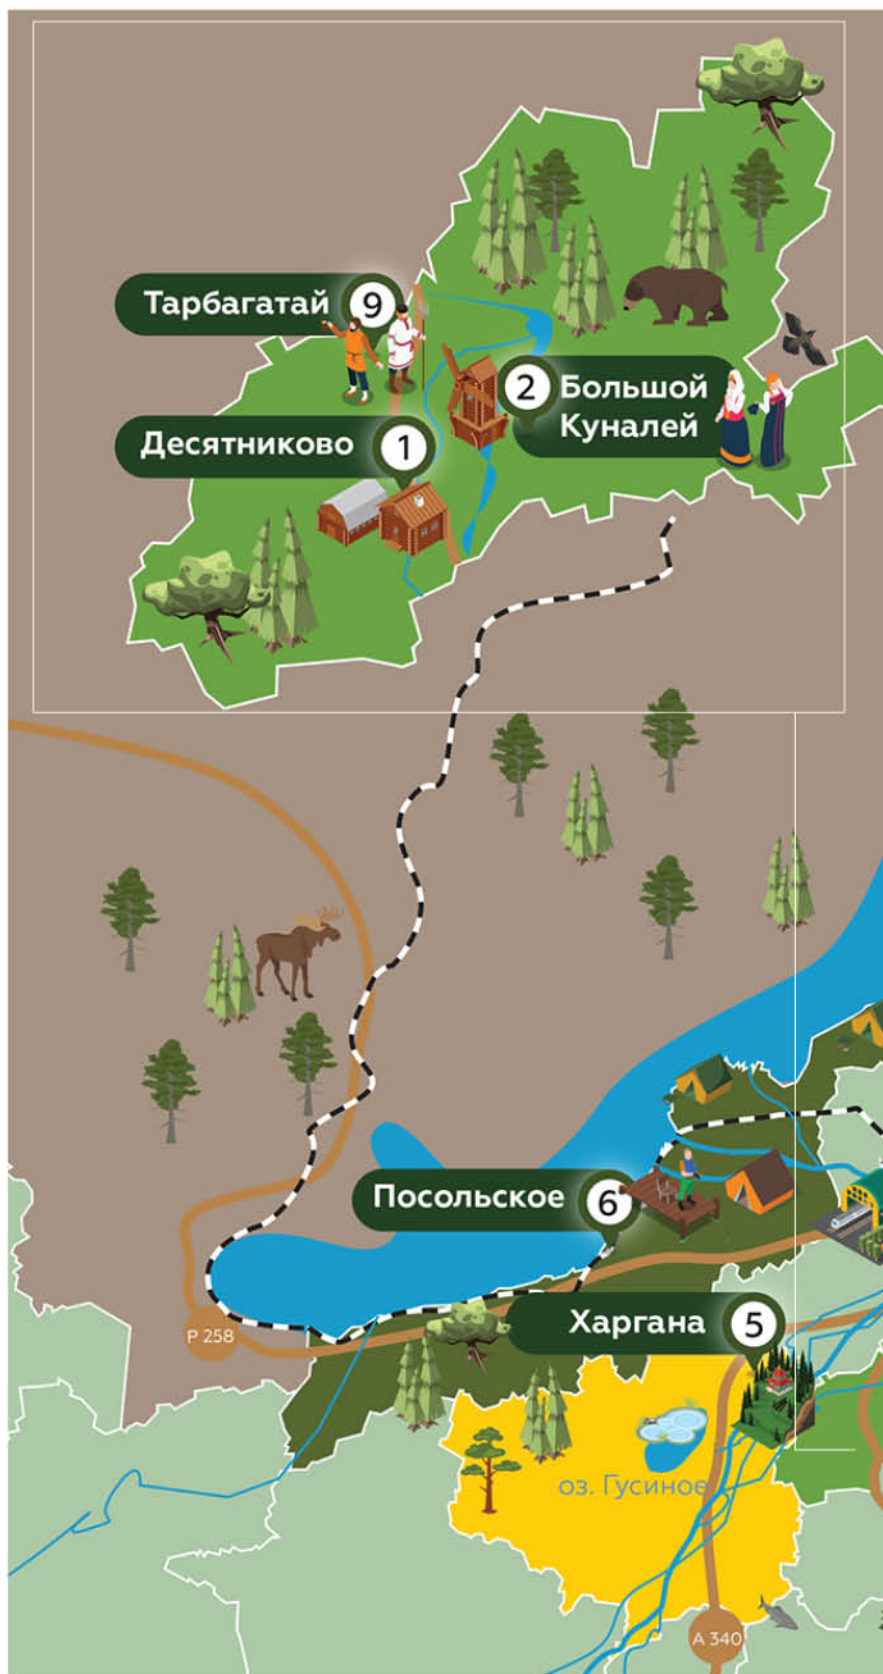 Тарбагатай 9
2 Большой
Куналей
Десятниково 1
Посольское 6
Р 258
Харгана 5
оз. Гусиное
А 340